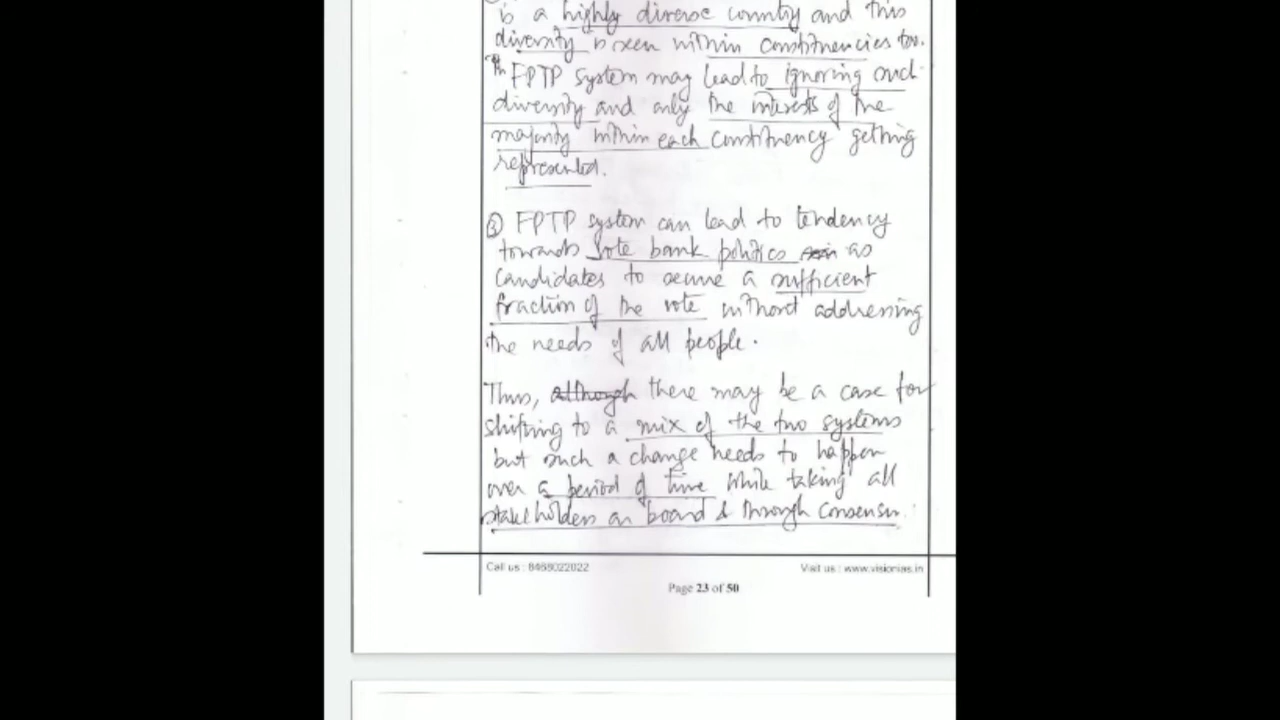 is a highly diverse country and this
diversity is seen within constituencies too.
FPTP system may lead to ignoring such
diversity and only the interests of the
majority within each constituency getting
represented.
③ FPTP system can lead to tendency
towards vote bank politics as
candidates to secure a sufficient
fraction of the vote without addressing
the needs of all people.
Thus, although there may be a case for
shifting to a mix of the two systems
but such a change needs to happen
over a period of time while taking all
stakeholders on board & through consensus.
Call us : 8468022022 Visit us : www.visionias.in
Page 23 of 50